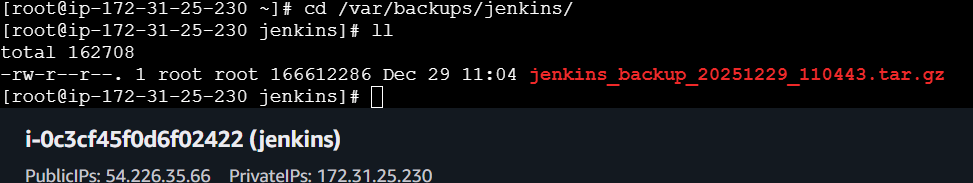 [root@ip-172-31-25-230 ~]# cd /var/backups/jenkins/
[root@ip-172-31-25-230 jenkins]# ll
total 162708
-rw-r--r--. 1 root root 166612286 Dec 29 11:04 jenkins_backup_20251229_110443.tar.gz
[root@ip-172-31-25-230 jenkins]#
i-0c3cf45f0d6f02422 (jenkins)
PublicIPs: 54.226.35.66 PrivateIPs: 172.31.25.230